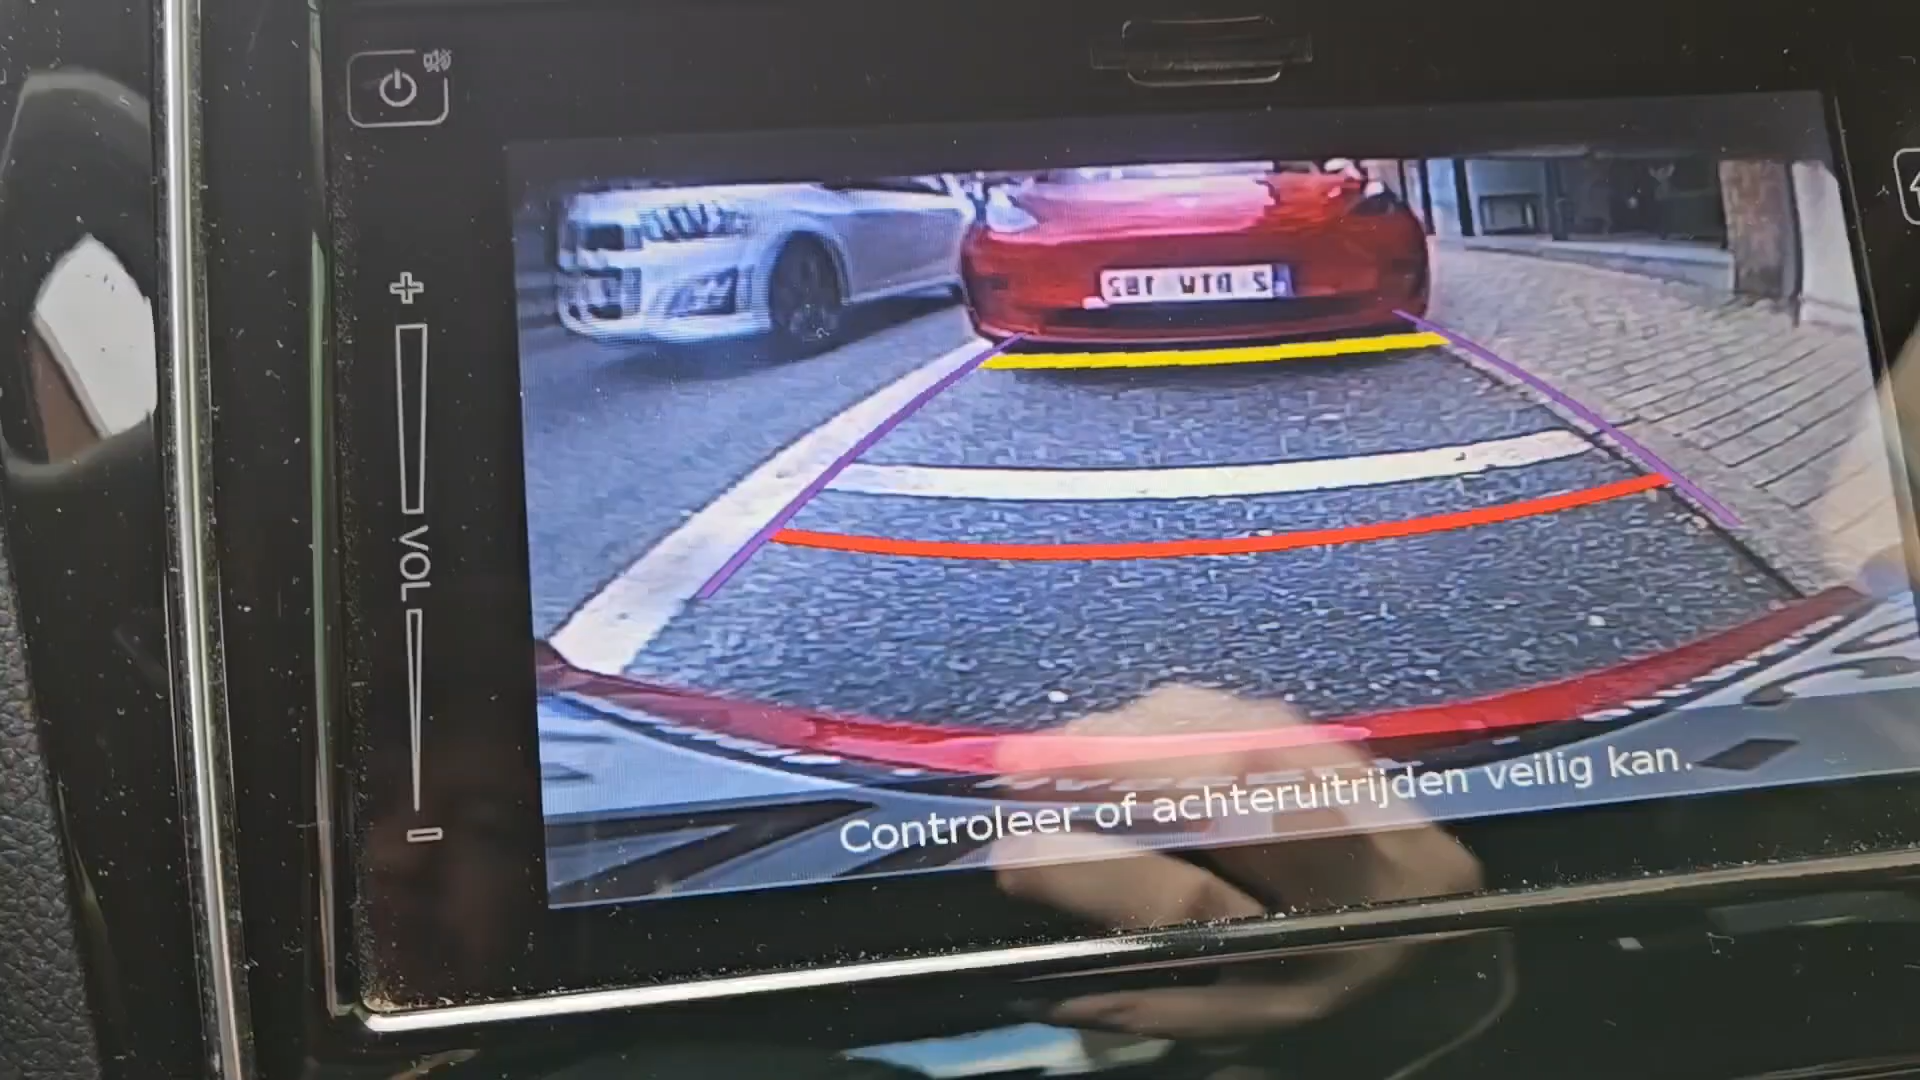 VOL
Controleer of achteruitrijden veilig kan.